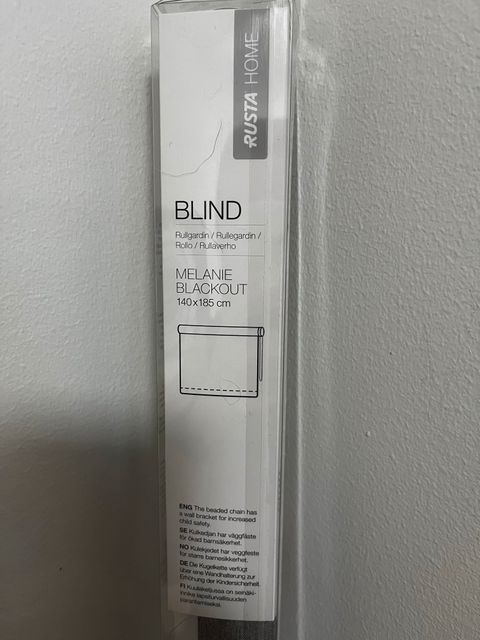 RUSTA HOME
BLIND
Rullgardin / Rullegardin /
Rollo / Rullaverho
MELANIE
BLACKOUT
140x185 cm
ENG The beaded chain has
a wall bracket for increased
child safety.
SE Kulkedjan har väggfäste
för ökad barnsäkerhet.
NO Kulekjedet har veggfeste
for større barnesikkerhet.
DE Die Kugelkette verfügt
über eine Wandhalterung zur
Erhöhung der Kindersicherheit.
FI Kuulaketjussa on seinäki-
innike lapsiturvallisuuden
parantamiseksi.